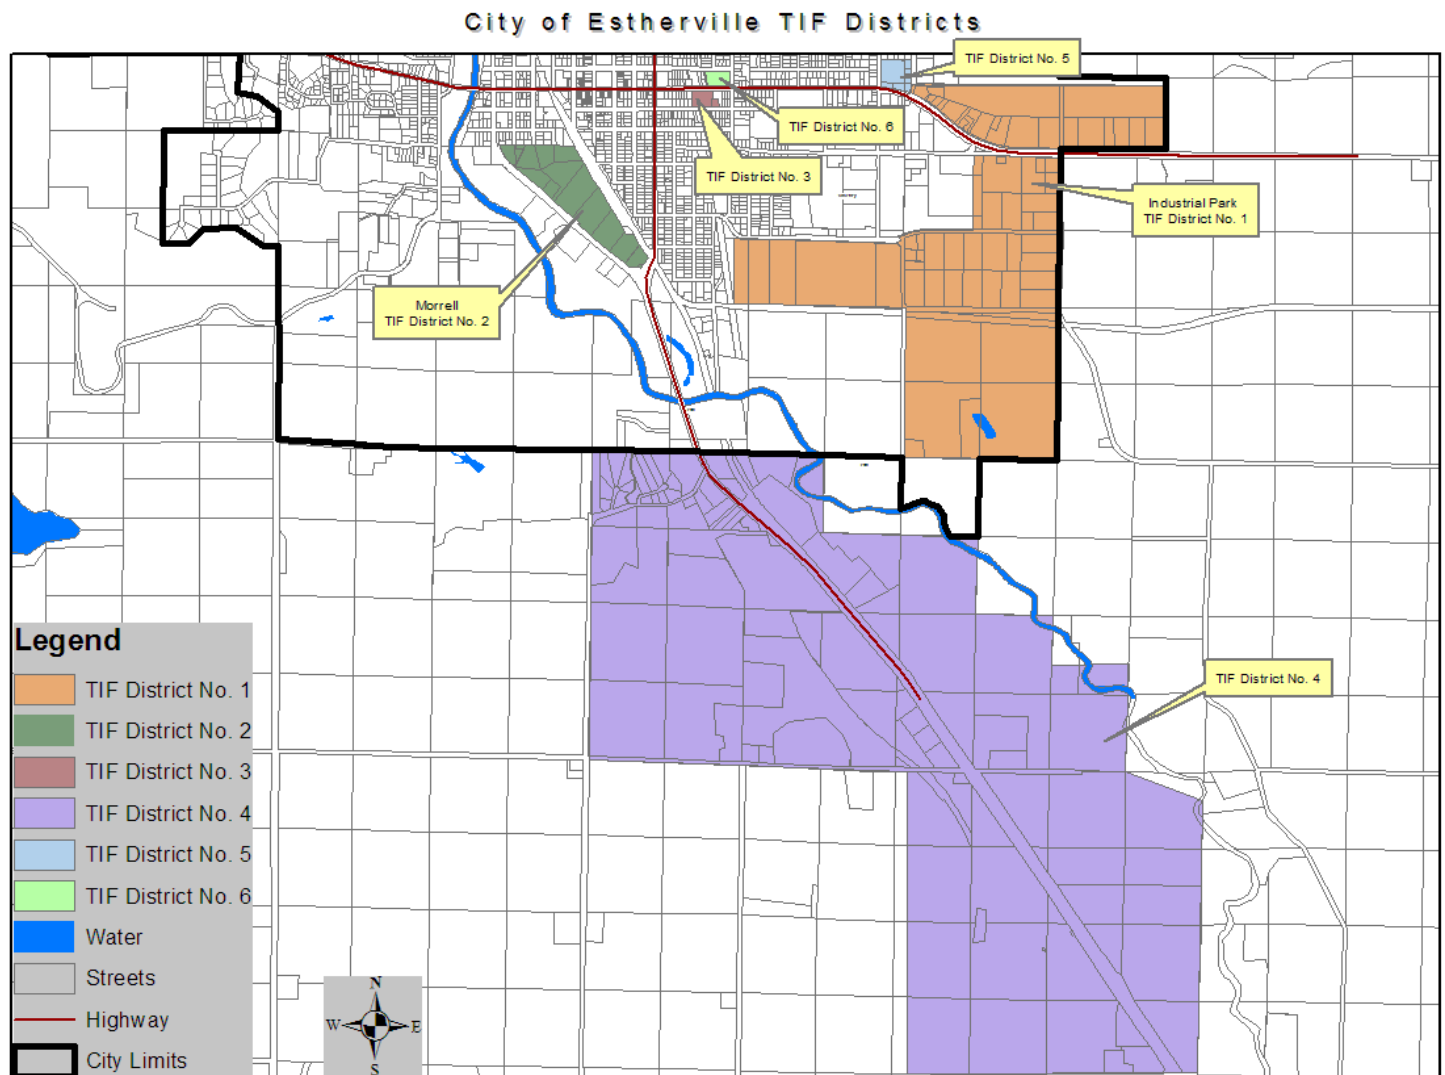 City of Estherville TIF Districts
TIF District No. 5
TIF District No. 6
TIF District No. 3
Industrial Park
TIF District No. 1
Morrell
TIF District No. 2
TIF District No. 4
Legend
TIF District No. 1
TIF District No. 2
TIF District No. 3
TIF District No. 4
TIF District No. 5
TIF District No. 6
Water
Streets
Highway
City Limits
N
W
E
S